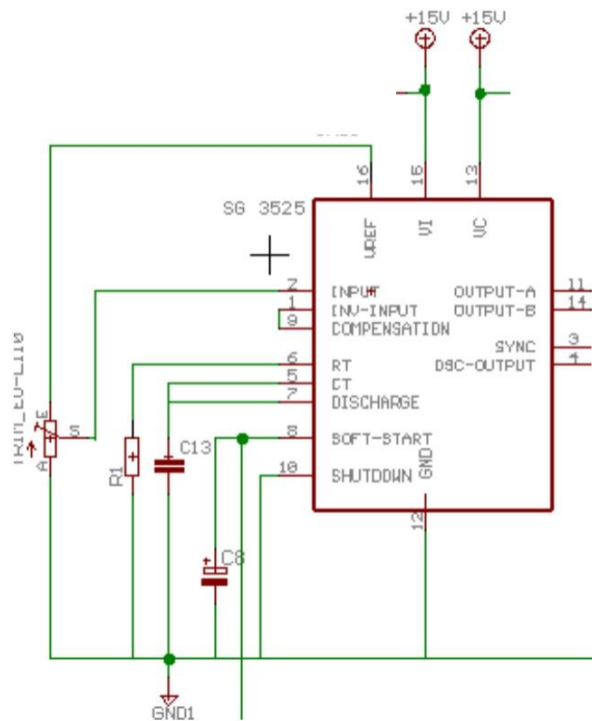 +15V +15V
16 15 13
SG 3525
VREF VI VC
2 INPUT OUTPUT-A 11
1 INV-INPUT OUTPUT-B 14
9 COMPENSATION
SYNC 3
6 RT DSC-OUTPUT 4
5 CT
7 DISCHARGE
E S
A
R1
C13
8 SOFT-START
10 SHUTDOWN GND
12
C8
GND1